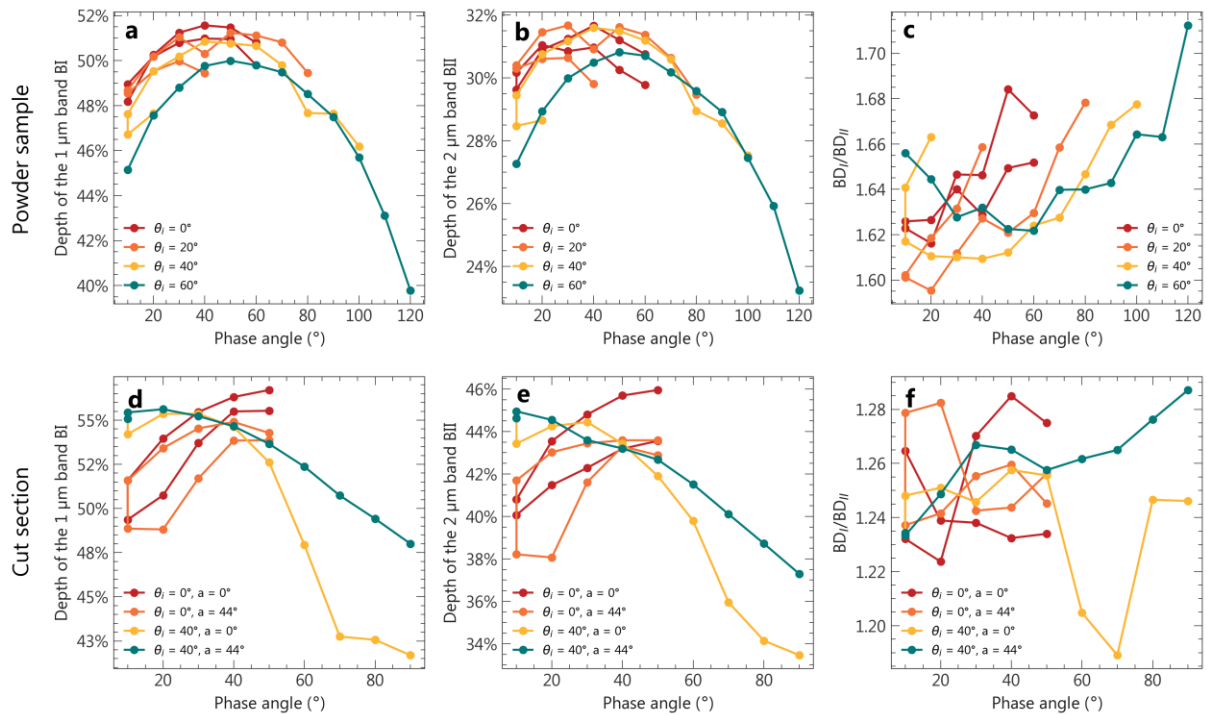 Powder sample
a
Depth of the 1 µm band BI
52%
50%
48%
46%
44%
42%
40%
θi = 0°
θi = 20°
θi = 40°
θi = 60°
20 40 60 80 100 120
Phase angle (°)
b
Depth of the 2 µm band BII
32%
30%
28%
26%
24%
θi = 0°
θi = 20°
θi = 40°
θi = 60°
20 40 60 80 100 120
Phase angle (°)
c
BDI/BDII
1.70
1.68
1.66
1.64
1.62
1.60
θi = 0°
θi = 20°
θi = 40°
θi = 60°
20 40 60 80 100 120
Phase angle (°)
Cut section
d
Depth of the 1 µm band BI
55%
52%
50%
48%
45%
43%
θi = 0°, a = 0°
θi = 0°, a = 44°
θi = 40°, a = 0°
θi = 40°, a = 44°
20 40 60 80
Phase angle (°)
e
Depth of the 2 µm band BII
46%
44%
42%
40%
38%
36%
34%
θi = 0°, a = 0°
θi = 0°, a = 44°
θi = 40°, a = 0°
θi = 40°, a = 44°
20 40 60 80
Phase angle (°)
f
BDI/BDII
1.28
1.26
1.24
1.22
1.20
θi = 0°, a = 0°
θi = 0°, a = 44°
θi = 40°, a = 0°
θi = 40°, a = 44°
20 40 60 80
Phase angle (°)